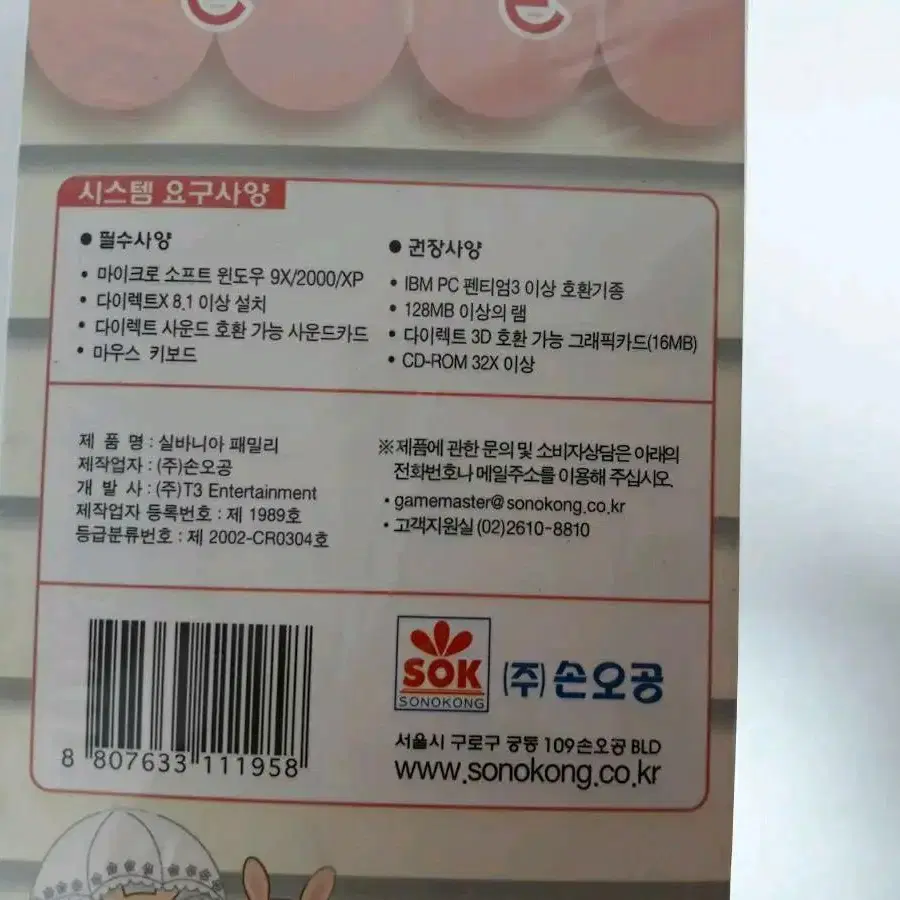 시스템 요구사양
● 필수사양
• 마이크로 소프트 윈도우 9X/2000/XP
• 다이렉트X 8.1 이상 설치
• 다이렉트 사운드 호환 가능 사운드카드
• 마우스 키보드
● 권장사양
• IBM PC 펜티엄3 이상 호환기종
• 128MB 이상의 램
• 다이렉트 3D 호환 가능 그래픽카드(16MB)
• CD-ROM 32X 이상
제 품 명 : 실바니아 패밀리
제작업자 : (주)손오공
개 발 사 : (주)T3 Entertainment
제작업자 등록번호 : 제 1989호
등급분류번호 : 제 2002-CR0304호
※제품에 관한 문의 및 소비자상담은 아래의
전화번호나 메일주소를 이용해 주십시오.
• gamemaster@sonokong.co.kr
• 고객지원실 (02)2610-8810
8 807633 111958
SOK
SONOKONG
(주)손오공
서울시 구로구 궁동 109 손오공 BLD
www.sonokong.co.kr